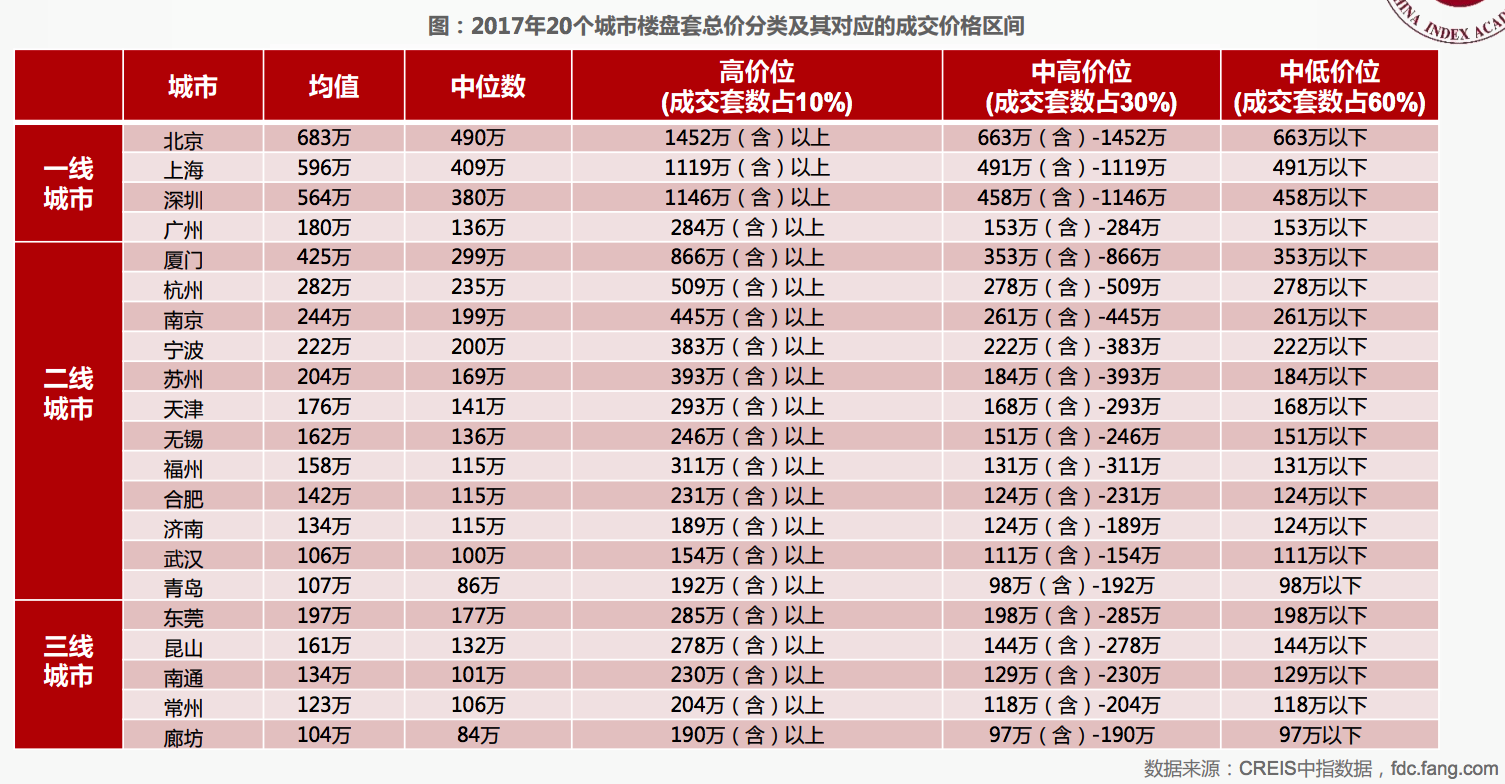 图：2017年20个城市楼盘套总价分类及其对应的成交价格区间
INDEX
城市 均值 中位数 高价位 (成交套数占10%) 中高价位 (成交套数占30%) 中低价位 (成交套数占60%)
一线城市
北京 683万 490万 1452万（含）以上 663万（含）-1452万 663万以下
上海 596万 409万 1119万（含）以上 491万（含）-1119万 491万以下
深圳 564万 380万 1146万（含）以上 458万（含）-1146万 458万以下
广州 180万 136万 284万（含）以上 153万（含）-284万 153万以下
二线城市
厦门 425万 299万 866万（含）以上 353万（含）-866万 353万以下
杭州 282万 235万 509万（含）以上 278万（含）-509万 278万以下
南京 244万 199万 445万（含）以上 261万（含）-445万 261万以下
宁波 222万 200万 383万（含）以上 222万（含）-383万 222万以下
苏州 204万 169万 393万（含）以上 184万（含）-393万 184万以下
天津 176万 141万 293万（含）以上 168万（含）-293万 168万以下
无锡 162万 136万 246万（含）以上 151万（含）-246万 151万以下
福州 158万 115万 311万（含）以上 131万（含）-311万 131万以下
合肥 142万 115万 231万（含）以上 124万（含）-231万 124万以下
济南 134万 115万 189万（含）以上 124万（含）-189万 124万以下
武汉 106万 100万 154万（含）以上 111万（含）-154万 111万以下
青岛 107万 86万 192万（含）以上 98万（含）-192万 98万以下
三线城市
东莞 197万 177万 285万（含）以上 198万（含）-285万 198万以下
昆山 161万 132万 278万（含）以上 144万（含）-278万 144万以下
南通 134万 101万 230万（含）以上 129万（含）-230万 129万以下
常州 123万 106万 204万（含）以上 118万（含）-204万 118万以下
廊坊 104万 84万 190万（含）以上 97万（含）-190万 97万以下
数据来源：CREIS中指数据，fdc.fang.com